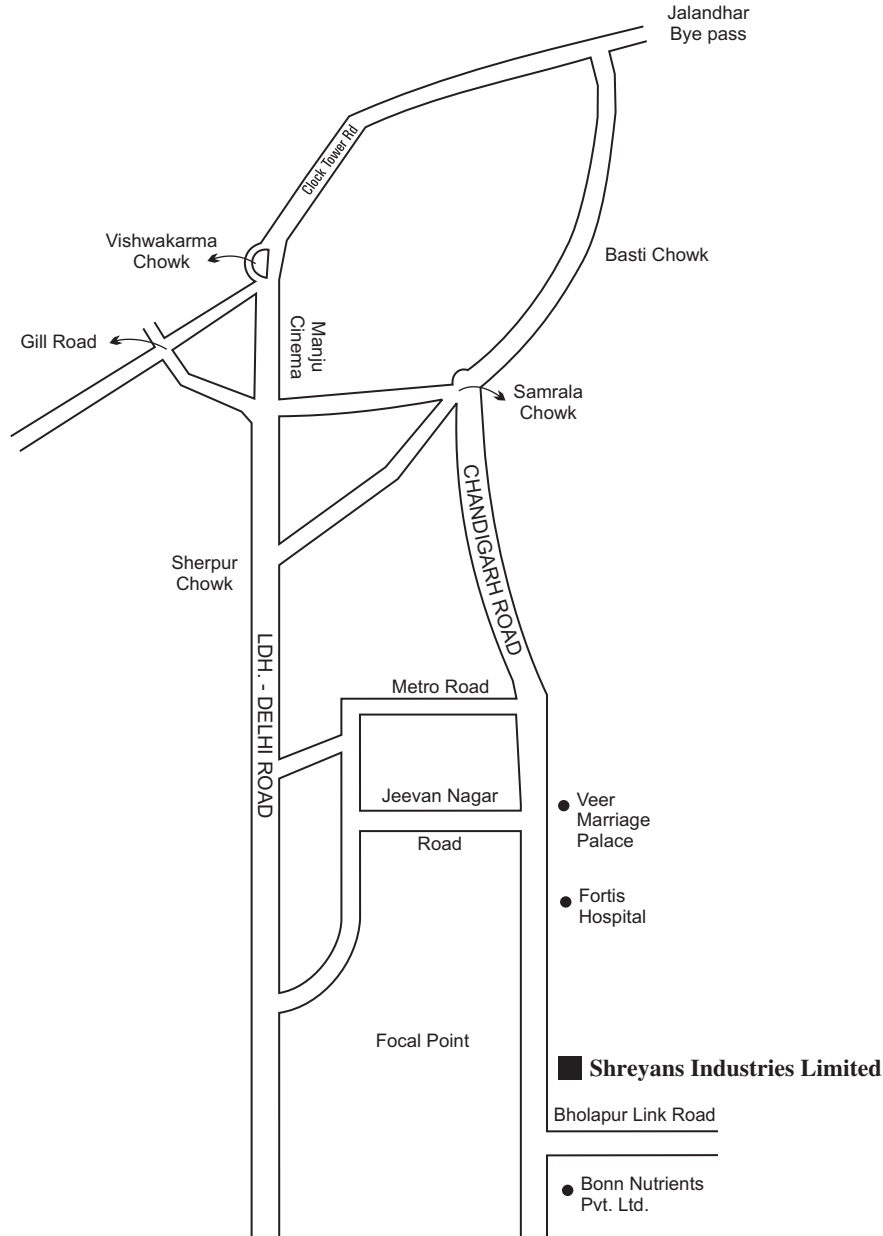 Jalandhar
Bye pass
Clock Tower Rd
Vishwakarma
Chowk
Basti Chowk
Gill Road
Manju
Cinema
Samrala
Chowk
CHANDIGARH ROAD
Sherpur
Chowk
LDH. - DELHI ROAD
Metro Road
Jeevan Nagar
Road
Veer
Marriage
Palace
Fortis
Hospital
Focal Point
Shreyans Industries Limited
Bholapur Link Road
Bonn Nutrients
Pvt. Ltd.